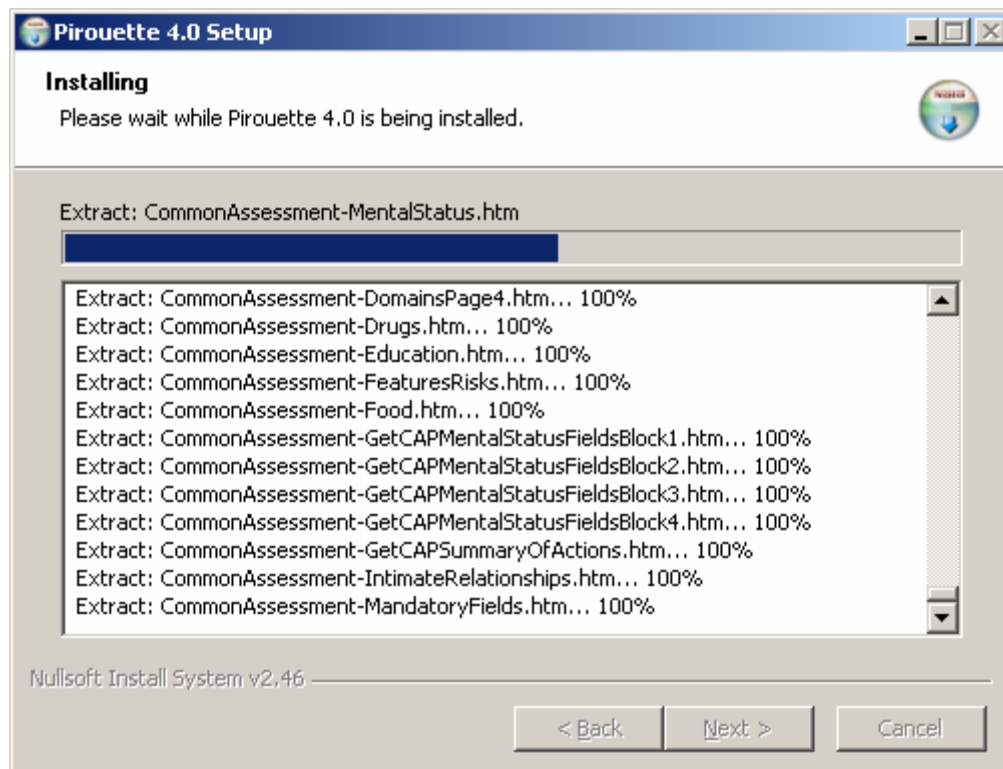 Pirouette 4.0 Setup
Installing
Please wait while Pirouette 4.0 is being installed.
Extract: CommonAssessment-MentalStatus.htm
Extract: CommonAssessment-DomainsPage4.htm... 100%
Extract: CommonAssessment-Drugs.htm... 100%
Extract: CommonAssessment-Education.htm... 100%
Extract: CommonAssessment-FeaturesRisks.htm... 100%
Extract: CommonAssessment-Food.htm... 100%
Extract: CommonAssessment-GetCAPMentalStatusFieldsBlock1.htm... 100%
Extract: CommonAssessment-GetCAPMentalStatusFieldsBlock2.htm... 100%
Extract: CommonAssessment-GetCAPMentalStatusFieldsBlock3.htm... 100%
Extract: CommonAssessment-GetCAPMentalStatusFieldsBlock4.htm... 100%
Extract: CommonAssessment-GetCAPSummaryOfActions.htm... 100%
Extract: CommonAssessment-IntimateRelationships.htm... 100%
Extract: CommonAssessment-MandatoryFields.htm... 100%
Nullsoft Install System v2.46
< Back Next > Cancel